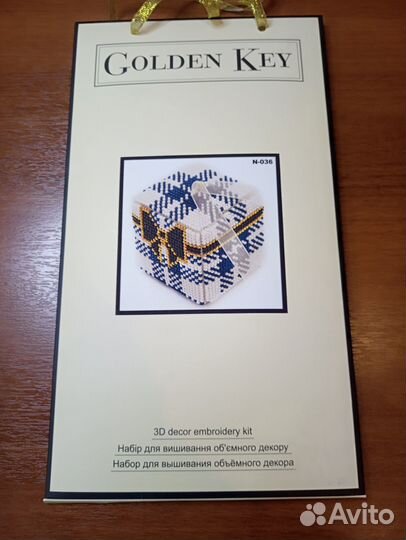 GOLDEN KEY
N-036
3D decor embroidery kit
Набір для вишивання об'ємного декору
Набор для вышивания объёмного декора
Avito